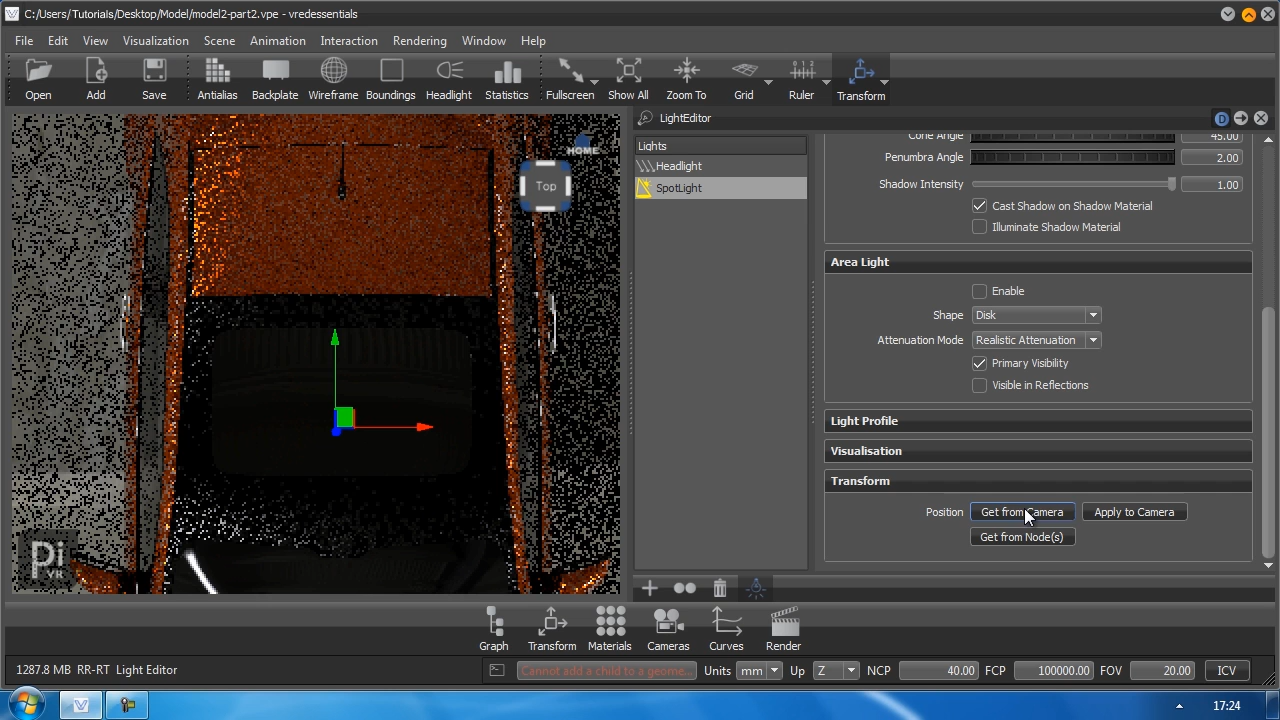 C:/Users/Tutorials/Desktop/Model/model2-part2.vpe - vredessentials
File Edit View Visualization Scene Animation Interaction Rendering Window Help
Open Add Save Antialias Backplate Wireframe Boundings Headlight Statistics Fullscreen Show All Zoom To Grid Ruler Transform
LightEditor
D
Lights
Headlight
SpotLight
HOME
Top
Cone Angle 45.00
Penumbra Angle 2.00
Shadow Intensity 1.00
Cast Shadow on Shadow Material
Illuminate Shadow Material
Area Light
Enable
Shape Disk
Attenuation Mode Realistic Attenuation
Primary Visibility
Visible in Reflections
Light Profile
Visualisation
Transform
Position Get from Camera Apply to Camera
Get from Node(s)
Pi
VR
Graph Transform Materials Cameras Curves Render
1287.8 MB RR-RT Light Editor Cannot add a child to a geome... Units mm Up Z NCP 40.00 FCP 100000.00 FOV 20.00 ICV
17:24